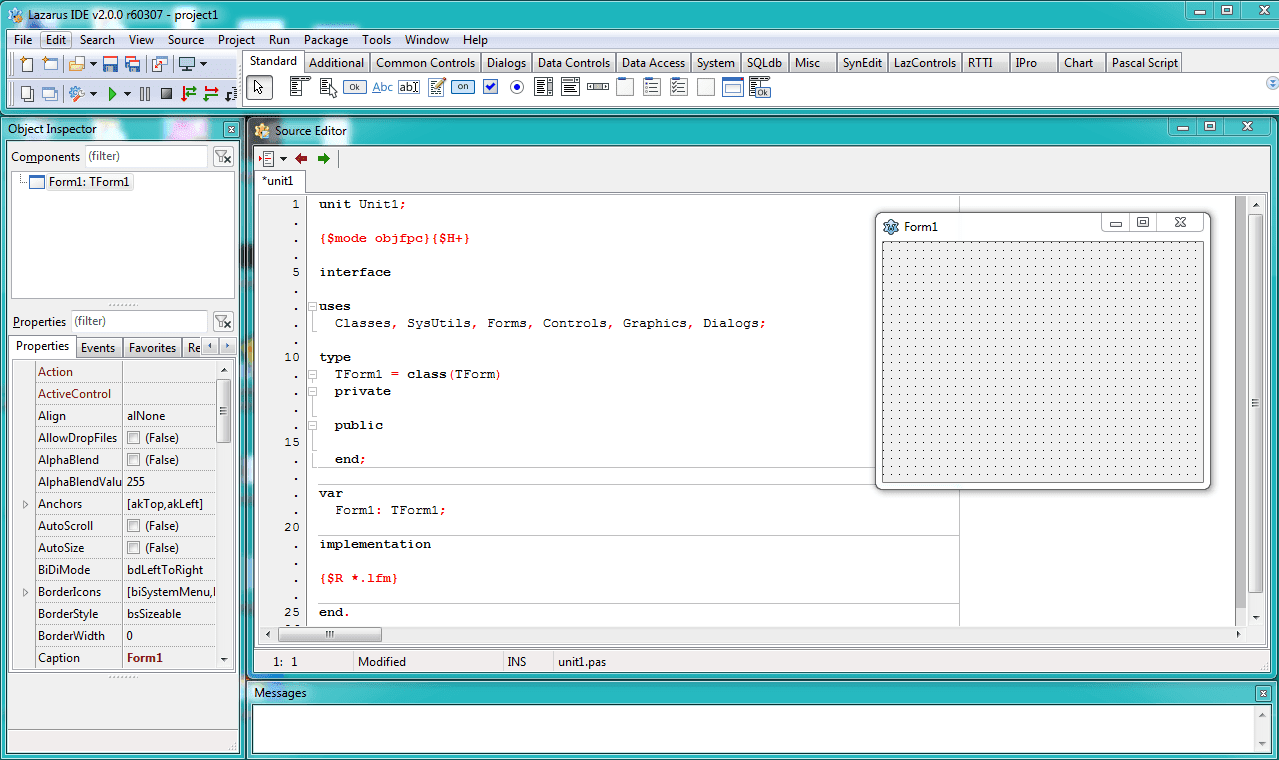 Lazarus IDE v2.0.0 r60307 - project1
File Edit Search View Source Project Run Package Tools Window Help
Standard Additional Common Controls Dialogs Data Controls Data Access System SQLdb Misc SynEdit LazControls RTTI IPro Chart Pascal Script
Ok Abc abI on Ok
Object Inspector
Components (filter)
Form1: TForm1
Properties (filter)
Properties Events Favorites Re
Action
ActiveControl
Align alNone
AllowDropFiles (False)
AlphaBlend (False)
AlphaBlendValu 255
Anchors [akTop,akLeft]
AutoScroll (False)
AutoSize (False)
BiDiMode bdLeftToRight
BorderIcons [biSystemMenu,
BorderStyle bsSizeable
BorderWidth 0
Caption Form1
Source Editor
*unit1
1 unit Unit1;
.
. {$mode objfpc}{$H+}
.
5 interface
.
. uses
. Classes, SysUtils, Forms, Controls, Graphics, Dialogs;
.
10 type
. TForm1 = class(TForm)
. private
.
. public
15
. end;
.
. var
. Form1: TForm1;
20
. implementation
.
. {$R *.lfm}
.
25 end.
Form1
1: 1 Modified INS unit1.pas
Messages